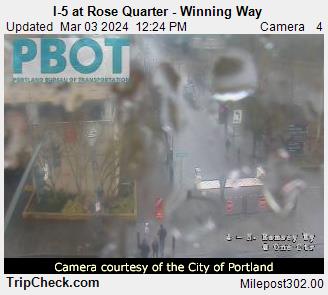 I-5 at Rose Quarter - Winning Way
Updated Mar 03 2024 12:24 PM Camera 4
PBOT
PORTLAND BUREAU OF TRANSPORTATION
Camera courtesy of the City of Portland
TripCheck.com Milepost302.00